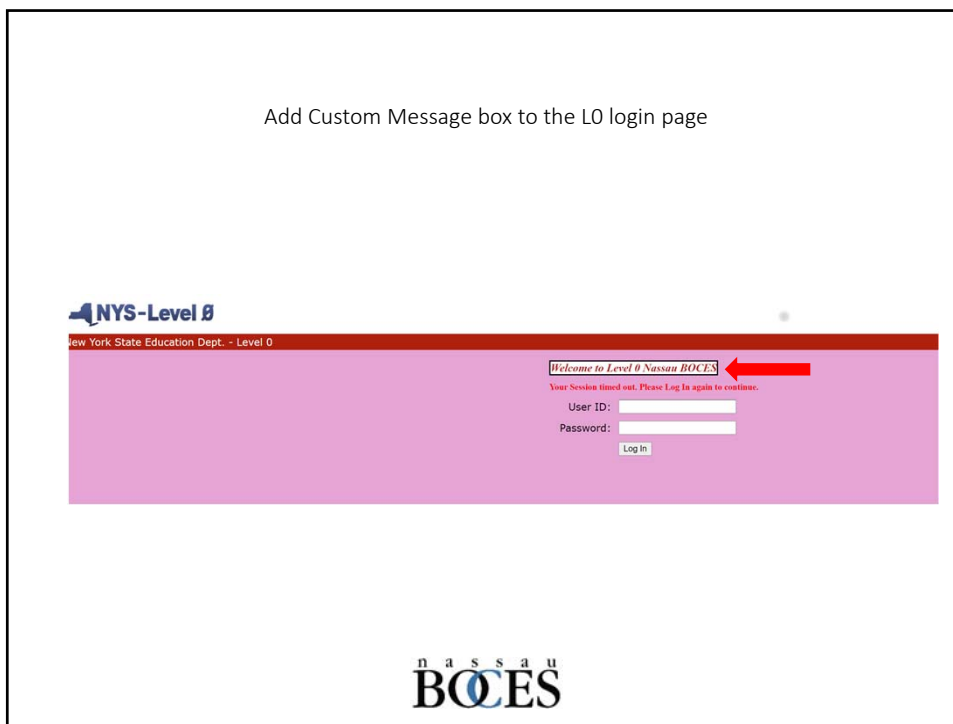 Add Custom Message box to the L0 login page
NYS-Level 0
New York State Education Dept. - Level 0
Welcome to Level 0 Nassau BOCES
Your Session timed out. Please Log In again to continue.
User ID:
Password:
Log In
nassau
BOCES